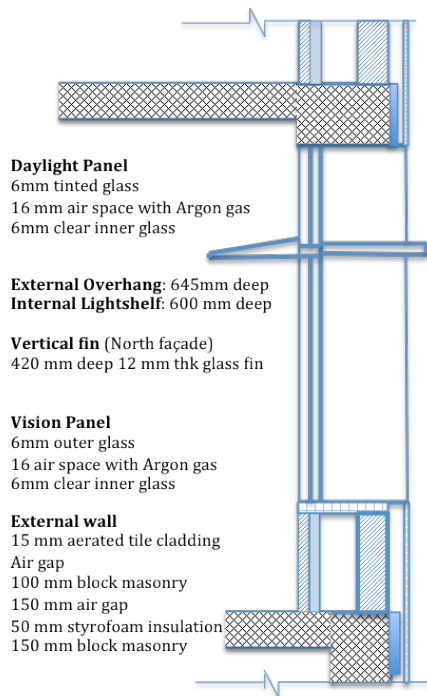 Daylight Panel
6mm tinted glass
16 mm air space with Argon gas
6mm clear inner glass
External Overhang: 645mm deep
Internal Lightshelf: 600 mm deep
Vertical fin (North façade)
420 mm deep 12 mm thk glass fin
Vision Panel
6mm outer glass
16 air space with Argon gas
6mm clear inner glass
External wall
15 mm aerated tile cladding
Air gap
100 mm block masonry
150 mm air gap
50 mm styrofoam insulation
150 mm block masonry